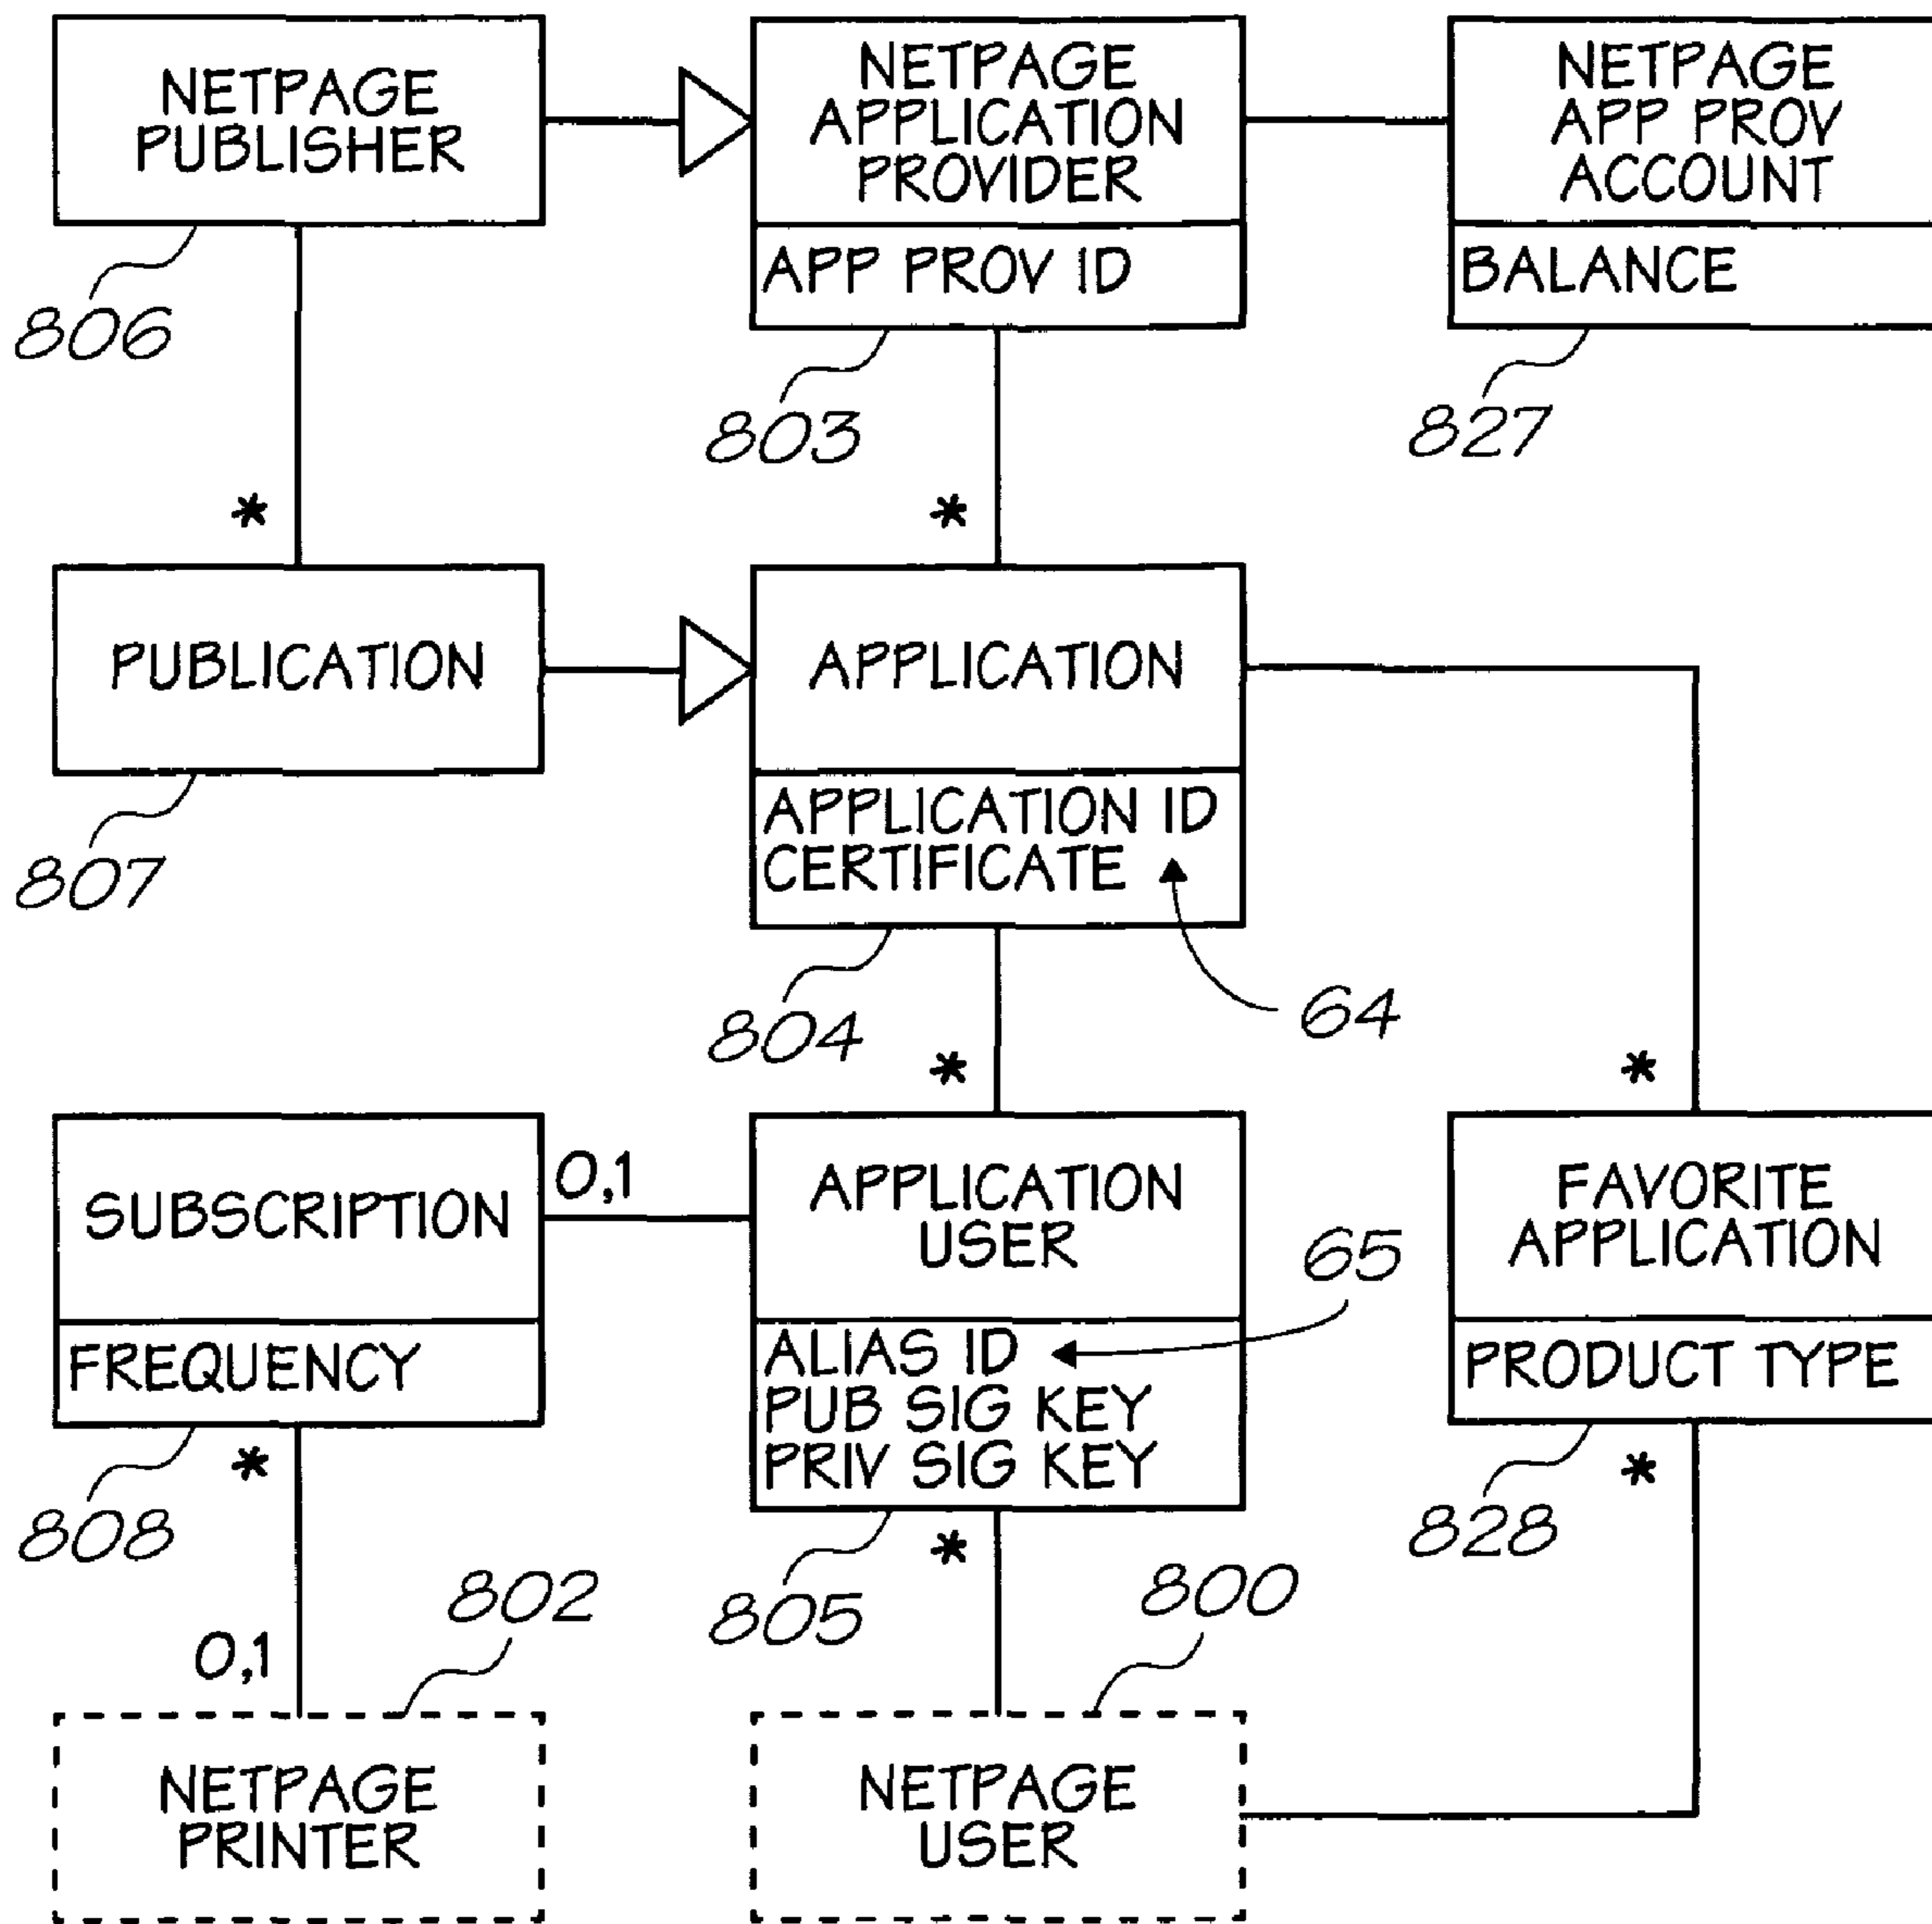 NETPAGE
PUBLISHER
NETPAGE
APPLICATION
PROVIDER
NETPAGE
APP PROV
ACCOUNT
APP PROV ID
BALANCE
806
803
827
*
*
PUBLICATION
APPLICATION
APPLICATION ID
CERTIFICATE
807
804
64
*
*
SUBSCRIPTION
0,1
APPLICATION
USER
65
FAVORITE
APPLICATION
FREQUENCY
ALIAS ID
PUB SIG KEY
PRIV SIG KEY
PRODUCT TYPE
*
*
*
808
802
805
800
828
0,1
NETPAGE
PRINTER
NETPAGE
USER